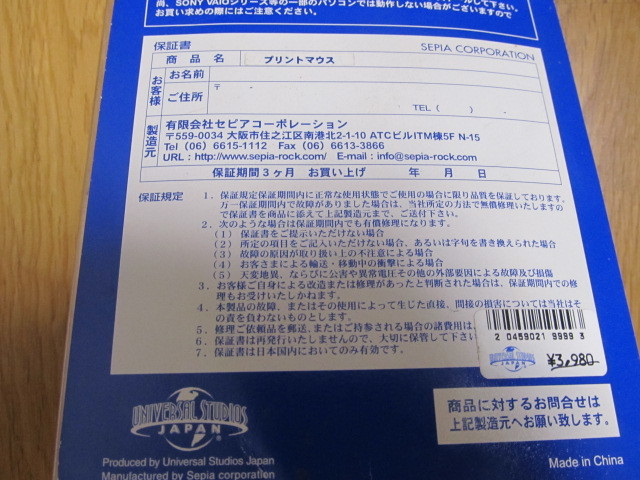 尚、SONY VAIOシリーズ等の一部のパソコンでは動作しない場合がございますので
お買い求めの際にはご注意ください。
保証書
SEPIA CORPORATION
商品名 プリントマウス
お客様
お名前
ご住所 〒
TEL ( )
製造元
有限会社セピアコーポレーション
〒559-0034 大阪市住之江区南港北2-1-10 ATCビルITM棟5F N-15
Tel (06) 6615-1112 Fax (06) 6613-3866
URL : http://www.sepia-rock.com/ E-mail : info@sepia-rock.com
保証期間3ヶ月 お買い上げ 年 月 日
保証規定
1. 保証規定保証期間内に正常な使用状態でご使用の場合に限り品質を保証しております。
万一保証期間内で故障がありました場合は、当社所定の方法で無償修理いたしますの
で保証書を商品に添えて上記製造元まで、ご送付下さい。
2. 次のような場合は保証期間内でも有償修理になります。
(1) 保証書をご提示いただけない場合
(2) 所定の項目をご記入いただけない場合、あるいは字句を書き換えられた場合
(3) 故障の原因が取り扱い上の不注意による場合
(4) お客さまによる輸送・移動中の衝撃による場合
(5) 天変地異、ならびに公害や異常電圧その他の外部要因による故障及び損傷
3. お客様ご自身による改造または修理があったと判断された場合は、保証期間内での修
理もお受けいたしかねます。
4. 本製品の故障、またはその使用によって生じた直接、間接の損害については当社はそ
の責を負わないものとします。
5. 修理ご依頼品を郵送、またはご持参される場合の諸費用は、
6. 保証書は再発行いたしませんので、大切に保管して下さい
7. 保証書は日本国内においてのみ有効です。
2 0459021 9999 3
UNIVERSAL STUDIOS
JAPAN
¥3,980
UNIVERSAL STUDIOS
JAPAN
商品に対するお問合せは
上記製造元へお願い致します。
Produced by Universal Studios Japan
Manufactured by Sepia corporation
Made in China